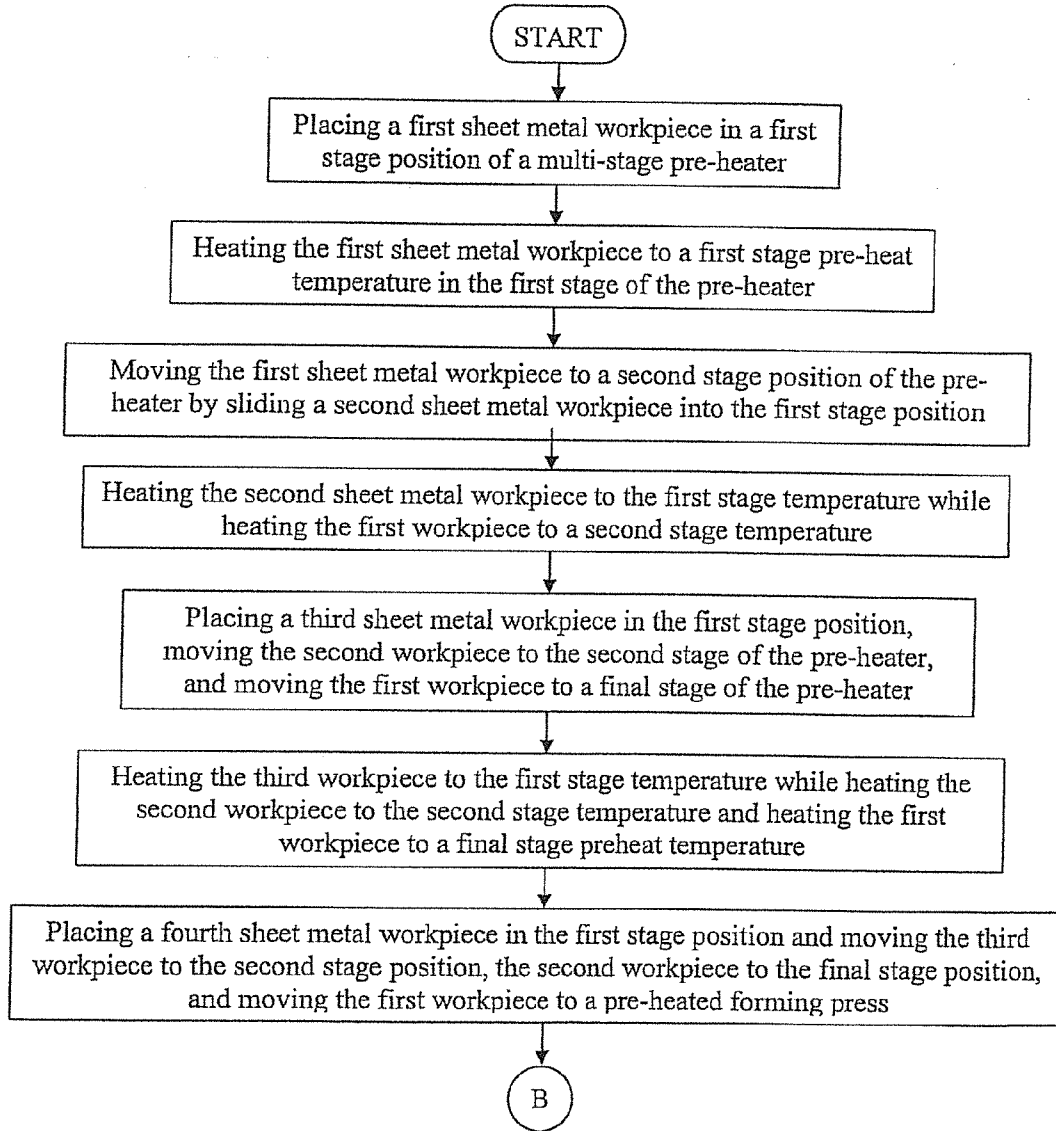 START
Placing a first sheet metal workpiece in a first
stage position of a multi-stage pre-heater
Heating the first sheet metal workpiece to a first stage pre-heat
temperature in the first stage of the pre-heater
Moving the first sheet metal workpiece to a second stage position of the pre-
heater by sliding a second sheet metal workpiece into the first stage position
Heating the second sheet metal workpiece to the first stage temperature while
heating the first workpiece to a second stage temperature
Placing a third sheet metal workpiece in the first stage position,
moving the second workpiece to the second stage of the pre-heater,
and moving the first workpiece to a final stage of the pre-heater
Heating the third workpiece to the first stage temperature while heating the
second workpiece to the second stage temperature and heating the first
workpiece to a final stage preheat temperature
Placing a fourth sheet metal workpiece in the first stage position and moving the third
workpiece to the second stage position, the second workpiece to the final stage position,
and moving the first workpiece to a pre-heated forming press
B